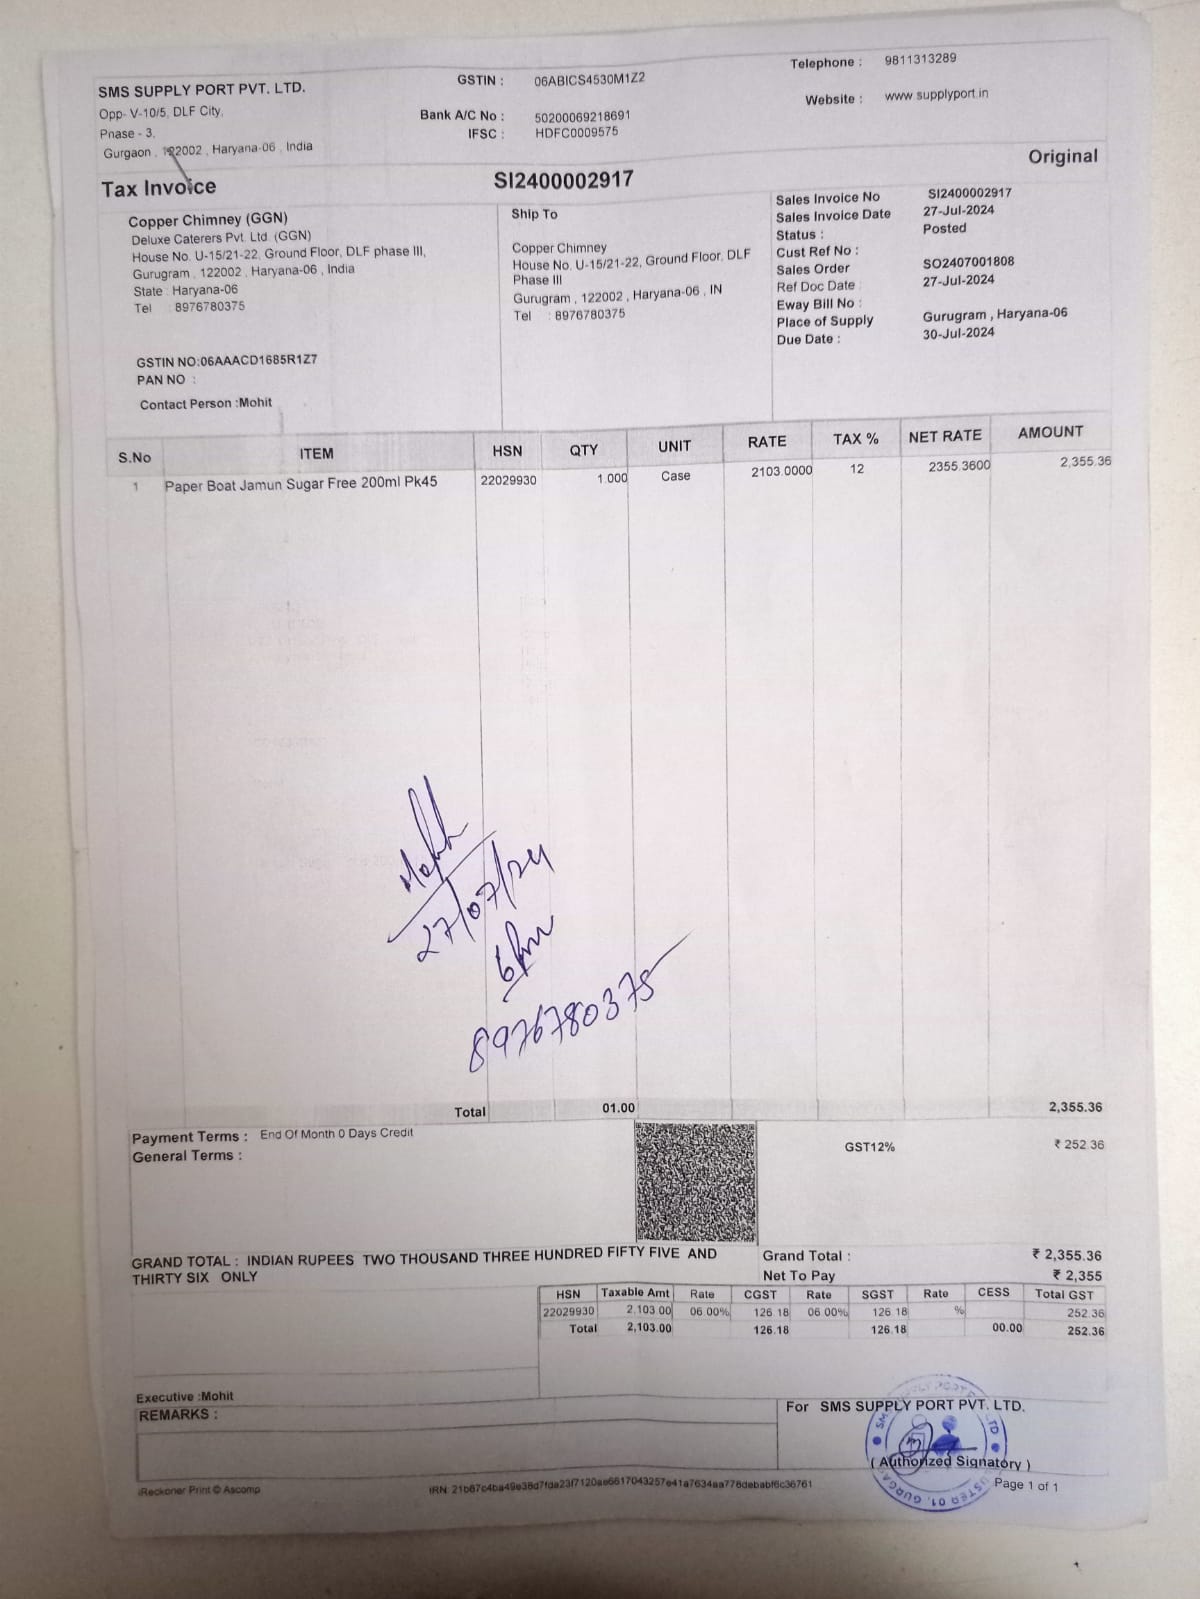 SMS SUPPLY PORT PVT. LTD.
Opp- V-10/5, DLF City,
Pnase - 3,
Gurgaon , 122002 , Haryana-06 , India
GSTIN : 06ABICS4530M1Z2
Bank A/C No : 50200069218691
IFSC : HDFC0009575
Telephone : 9811313289
Website : www.supplyport.in
Original
Tax Invoice
SI2400002917
Copper Chimney (GGN)
Deluxe Caterers Pvt. Ltd. (GGN)
House No. U-15/21-22, Ground Floor, DLF phase III,
Gurugram , 122002 , Haryana-06 , India
State : Haryana-06
Tel : 8976780375
GSTIN NO:06AAACD1685R1Z7
PAN NO :
Contact Person :Mohit
Ship To
Copper Chimney
House No. U-15/21-22, Ground Floor, DLF
Phase III
Gurugram , 122002 , Haryana-06 , IN
Tel : 8976780375
Sales Invoice No SI2400002917
Sales Invoice Date 27-Jul-2024
Status : Posted
Cust Ref No :
Sales Order SO2407001808
Ref Doc Date 27-Jul-2024
Eway Bill No :
Place of Supply Gurugram , Haryana-06
Due Date : 30-Jul-2024
S.No ITEM HSN QTY UNIT RATE TAX % NET RATE AMOUNT
1 Paper Boat Jamun Sugar Free 200ml Pk45 22029930 1.000 Case 2103.0000 12 2355.3600 2,355.36
27/07/24
8976780375
Total 01.00 2,355.36
Payment Terms : End Of Month 0 Days Credit
General Terms :
GST12% ₹ 252.36
GRAND TOTAL : INDIAN RUPEES TWO THOUSAND THREE HUNDRED FIFTY FIVE AND
THIRTY SIX ONLY
Grand Total : ₹ 2,355.36
Net To Pay ₹ 2,355
HSN Taxable Amt Rate CGST Rate SGST Rate CESS Total GST
22029930 2,103.00 06.00% 126.18 06.00% 126.18 % 252.36
Total 2,103.00 126.18 126.18 00.00 252.36
Executive :Mohit
REMARKS :
For SMS SUPPLY PORT PVT. LTD.
( Authorized Signatory )
iReckoner Print © Ascomp
Page 1 of 1